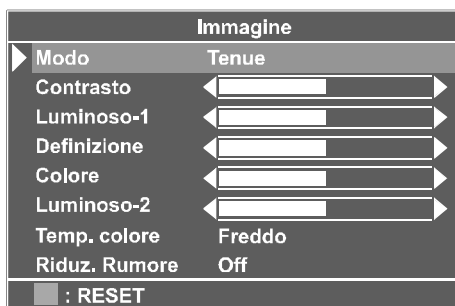 Immagine
Modo Tenue
Contrasto
Luminoso-1
Definizione
Colore
Luminoso-2
Temp. colore Freddo
Riduz. Rumore Off
: RESET